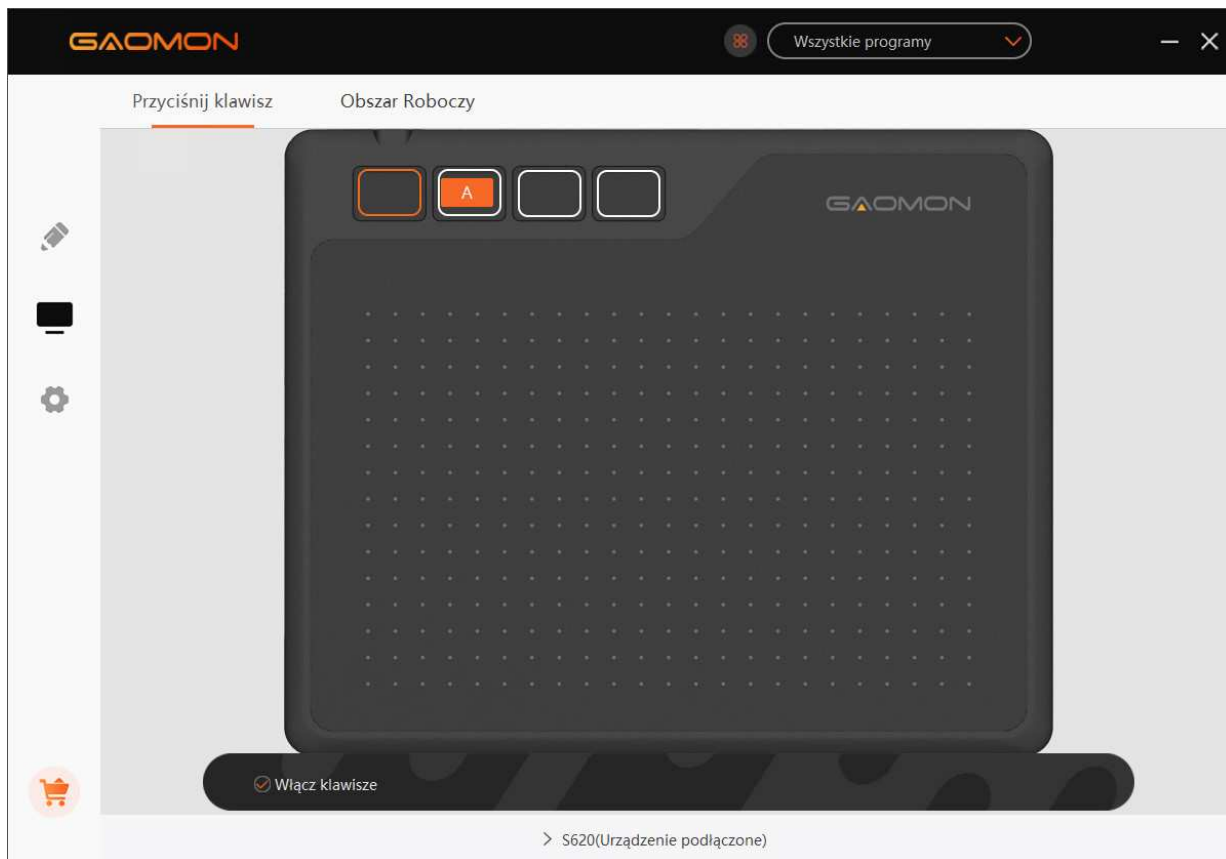 GAOMON
Wszystkie programy
Przyciśnij klawisz
Obszar Roboczy
A
GAOMON
Włącz klawisze
S620(Urządzenie podłączone)